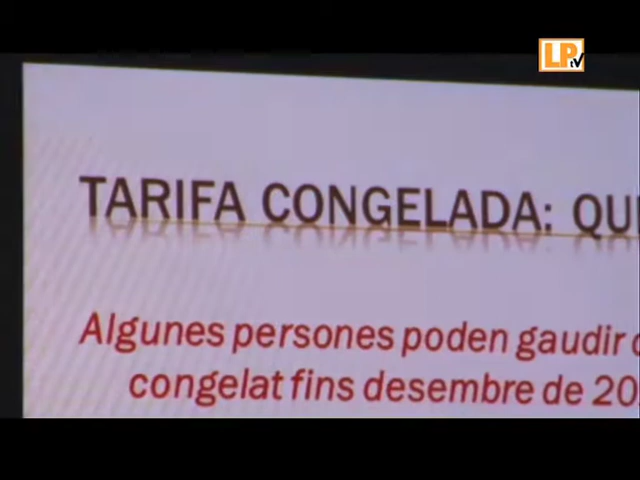 LP tv
TARIFA CONGELADA: QU
Algunes persones poden gaudir
congelat fins desembre de 20